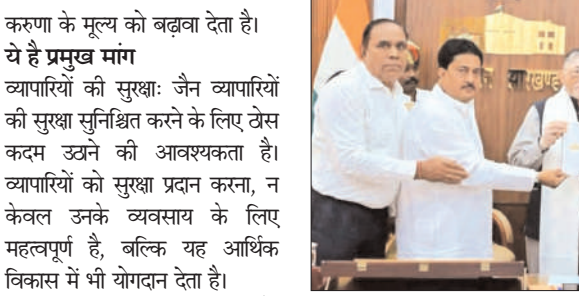 करुणा के मूल्य को बढ़ावा देता है।
ये है प्रमुख मांग
व्यापारियों की सुरक्षाः जैन व्यापारियों
की सुरक्षा सुनिश्चित करने के लिए ठोस
कदम उठाने की आवश्यकता है।
व्यापारियों को सुरक्षा प्रदान करना, न
केवल उनके व्यवसाय के लिए
महत्वपूर्ण है, बल्कि यह आर्थिक
विकास में भी योगदान देता है।
झारखण्ड